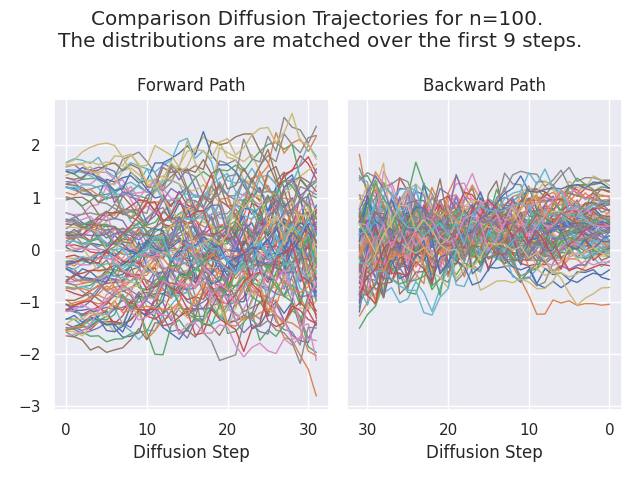 Comparison Diffusion Trajectories for n=100.
The distributions are matched over the first 9 steps.
Forward Path
Backward Path
2
1
0
−1
−2
−3
0 10 20 30
30 20 10 0
Diffusion Step
Diffusion Step